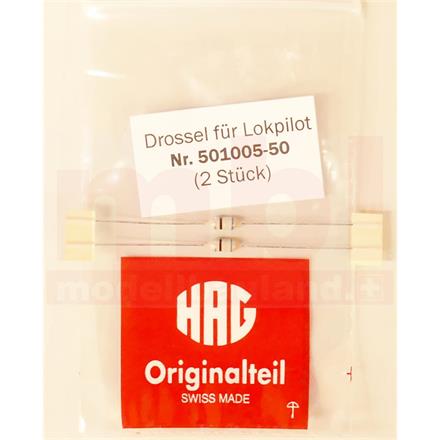 Drossel für Lokpilot
Nr. 501005-50
(2 Stück)
HAG
Originalteil
SWISS MADE